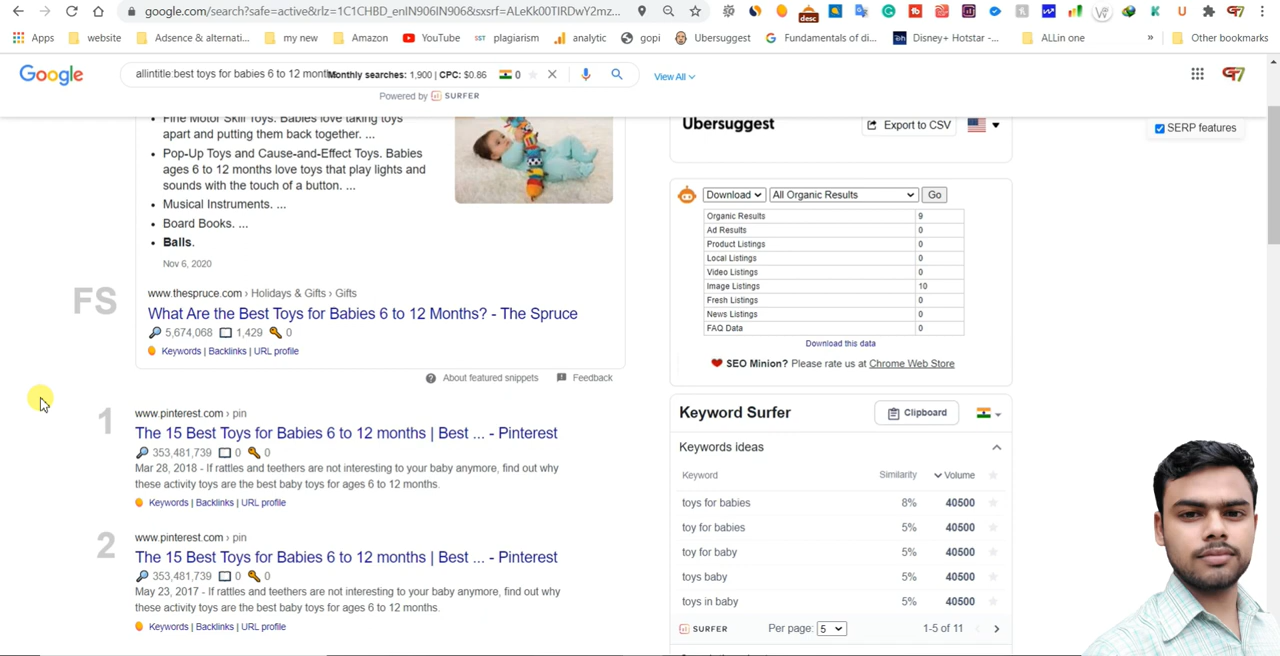 google.com/search?safe=active&rlz=1C1CHBD_enIN906IN906&sxsrf=ALeKk00TIRDwY2mz...
desc
Apps website Adsence & alternati... my new Amazon YouTube SST plagiarism analytic gopi Ubersuggest Fundamentals of di... Disney+ Hotstar -... ALLin one » Other bookmarks
Google allintitle:best toys for babies 6 to 12 mont Monthly searches: 1,900 | CPC: $0.86 0 View All G7
Powered by SURFER
Fine Motor Skill Toys. Babies love taking toys
apart and putting them back together. ...
• Pop-Up Toys and Cause-and-Effect Toys. Babies
ages 6 to 12 months love toys that play lights and
sounds with the touch of a button. ...
• Musical Instruments. ...
• Board Books. ...
• Balls.
Nov 6, 2020
FS
www.thespruce.com › Holidays & Gifts › Gifts
What Are the Best Toys for Babies 6 to 12 Months? - The Spruce
5,674,068 1,429 0
Keywords | Backlinks | URL profile
About featured snippets Feedback
1
www.pinterest.com › pin
The 15 Best Toys for Babies 6 to 12 months | Best ... - Pinterest
353,481,739 0 0
Mar 28, 2018 - If rattles and teethers are not interesting to your baby anymore, find out why
these activity toys are the best baby toys for ages 6 to 12 months.
Keywords | Backlinks | URL profile
2
www.pinterest.com › pin
The 15 Best Toys for Babies 6 to 12 months | Best ... - Pinterest
353,481,739 0 0
May 23, 2017 - If rattles and teethers are not interesting to your baby anymore, find out why
these activity toys are the best baby toys for ages 6 to 12 months.
Keywords | Backlinks | URL profile
Ubersuggest Export to CSV
SERP features
Download All Organic Results Go
Organic Results 9
Ad Results 0
Product Listings 0
Local Listings 0
Video Listings 0
Image Listings 10
Fresh Listings 0
News Listings 0
FAQ Data 0
Download this data
SEO Minion? Please rate us at Chrome Web Store
Keyword Surfer Clipboard
Keywords ideas
Keyword Similarity Volume
toys for babies 8% 40500
toy for babies 5% 40500
toy for baby 5% 40500
toys baby 5% 40500
toys in baby 5% 40500
SURFER Per page: 5 1-5 of 11